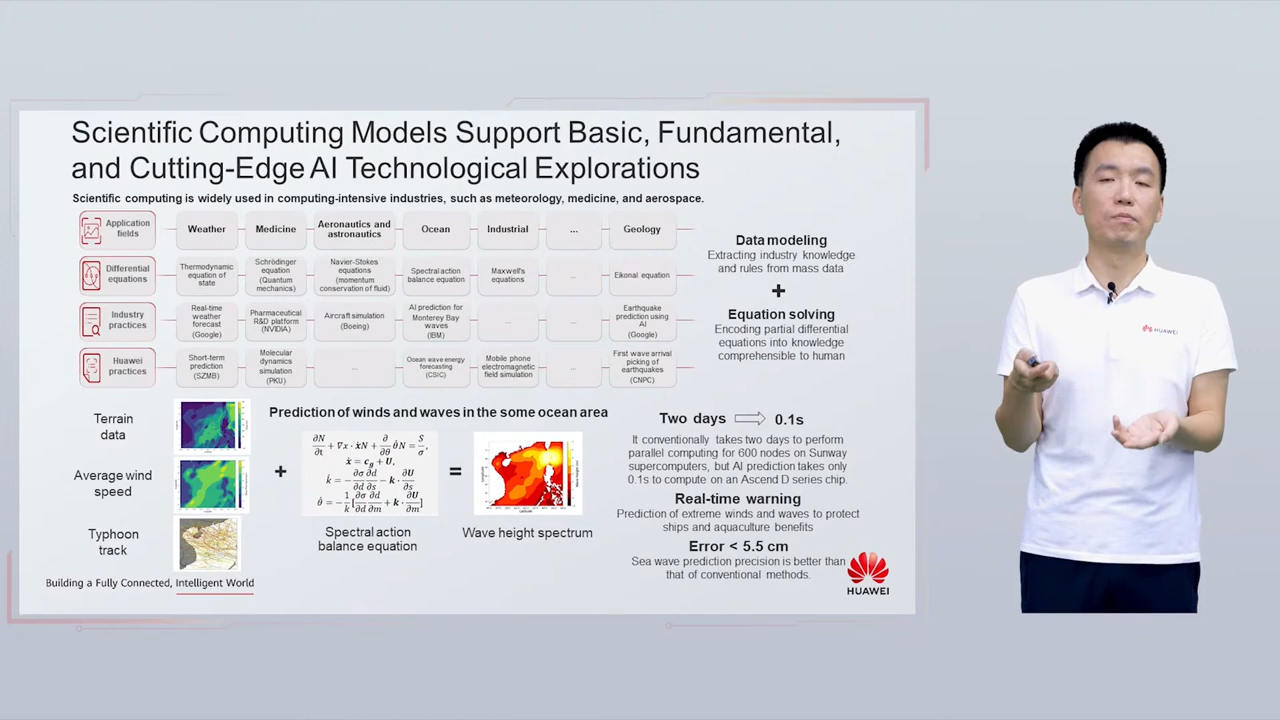 Scientific Computing Models Support Basic, Fundamental,
and Cutting-Edge AI Technological Explorations
Scientific computing is widely used in computing-intensive industries, such as meteorology, medicine, and aerospace.
Application
fields
Weather
Medicine
Aeronautics and
astronautics
Ocean
Industrial
...
Geology
Differential
equations
Thermodynamic
equation of
state
Schrödinger
equation
(Quantum
mechanics)
Navier-Stokes
equations
(momentum
conservation of fluid)
Spectral action
balance equation
Maxwell's
equations
...
Eikonal equation
Industry
practices
Real-time
weather
forecast
(Google)
Pharmaceutical
R&D platform
(NVIDIA)
Aircraft simulation
(Boeing)
AI prediction for
Monterey Bay
waves
(IBM)
...
...
Earthquake
prediction using
AI
(Google)
Huawei
practices
Short-term
prediction
(SZMB)
Molecular
dynamics
simulation
(PKU)
...
Ocean wave energy
forecasting
(CSIC)
Mobile phone
electromagnetic
field simulation
...
First wave arrival
picking of
earthquakes
(CNPC)
Data modeling
Extracting industry knowledge
and rules from mass data
+
Equation solving
Encoding partial differential
equations into knowledge
comprehensible to human
Prediction of winds and waves in the some ocean area
Terrain
data
Average wind
speed
Typhoon
track
+
∂N/∂t + ∇x · ẋN + ∂/∂θ θ̇N = S/σ,
ẋ = c_g + U,
k̇ = − ∂σ/∂d ∂d/∂s − k · ∂U/∂s
θ̇ = − 1/k [∂σ/∂d ∂d/∂m + k · ∂U/∂m]
Spectral action
balance equation
=
Wave height spectrum
Two days ⇒ 0.1s
It conventionally takes two days to perform
parallel computing for 600 nodes on Sunway
supercomputers, but AI prediction takes only
0.1s to compute on an Ascend D series chip.
Real-time warning
Prediction of extreme winds and waves to protect
ships and aquaculture benefits
Error < 5.5 cm
Sea wave prediction precision is better than
that of conventional methods.
Building a Fully Connected, Intelligent World
HUAWEI
HUAWEI